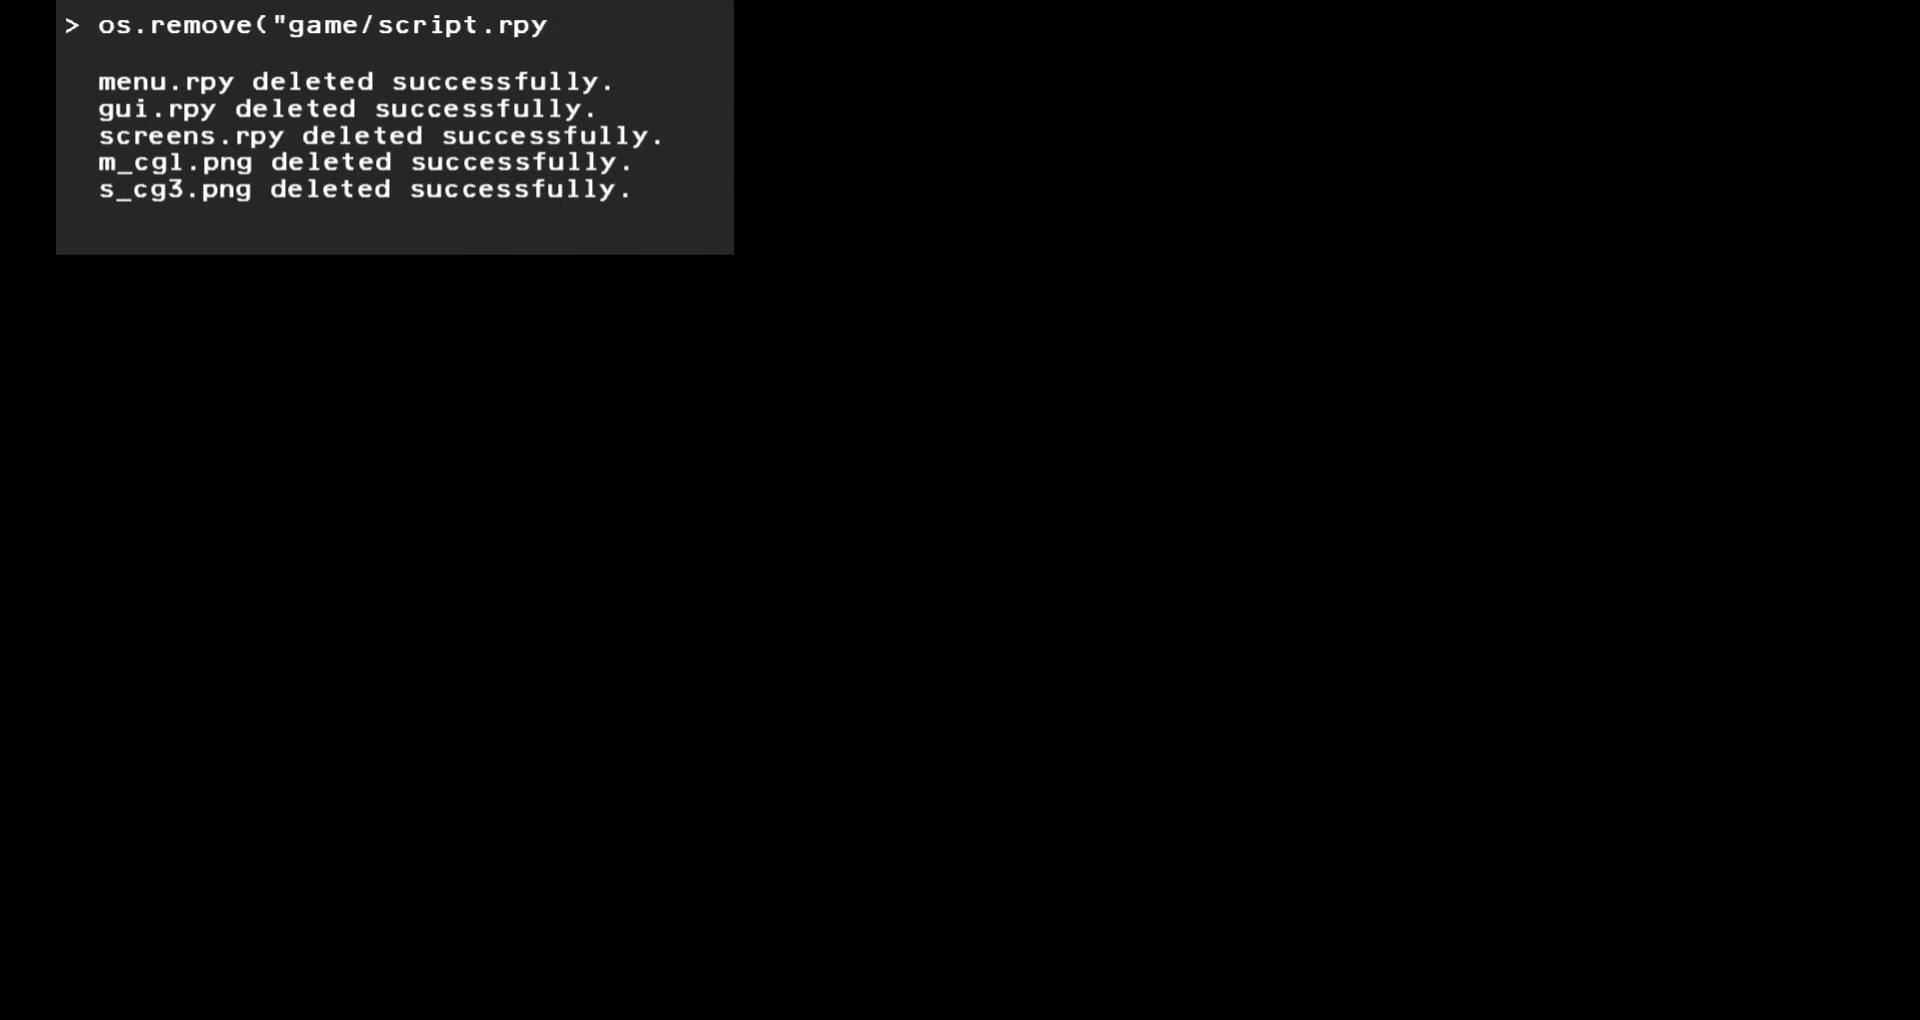 > os.remove("game/script.rpy
menu.rpy deleted successfully.
gui.rpy deleted successfully.
screens.rpy deleted successfully.
m_cg1.png deleted successfully.
s_cg3.png deleted successfully.